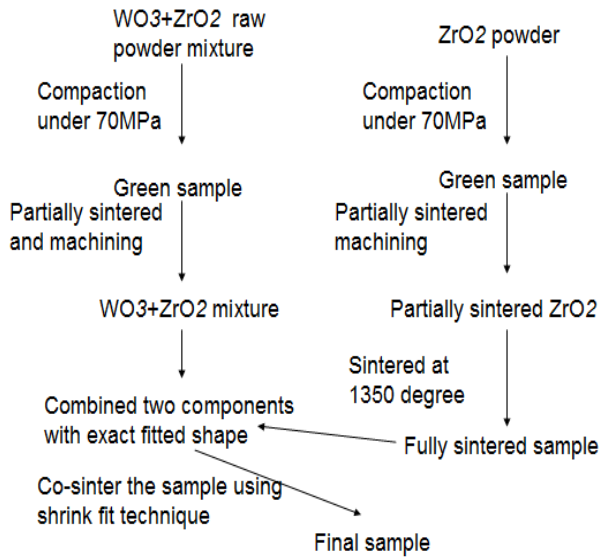 WO3+ZrO2 raw
powder mixture
ZrO2 powder
Compaction
under 70MPa
Compaction
under 70MPa
Green sample
Green sample
Partially sintered
and machining
Partially sintered
machining
WO3+ZrO2 mixture
Partially sintered ZrO2
Sintered at
1350 degree
Combined two components
with exact fitted shape
Fully sintered sample
Co-sinter the sample using
shrink fit technique
Final sample